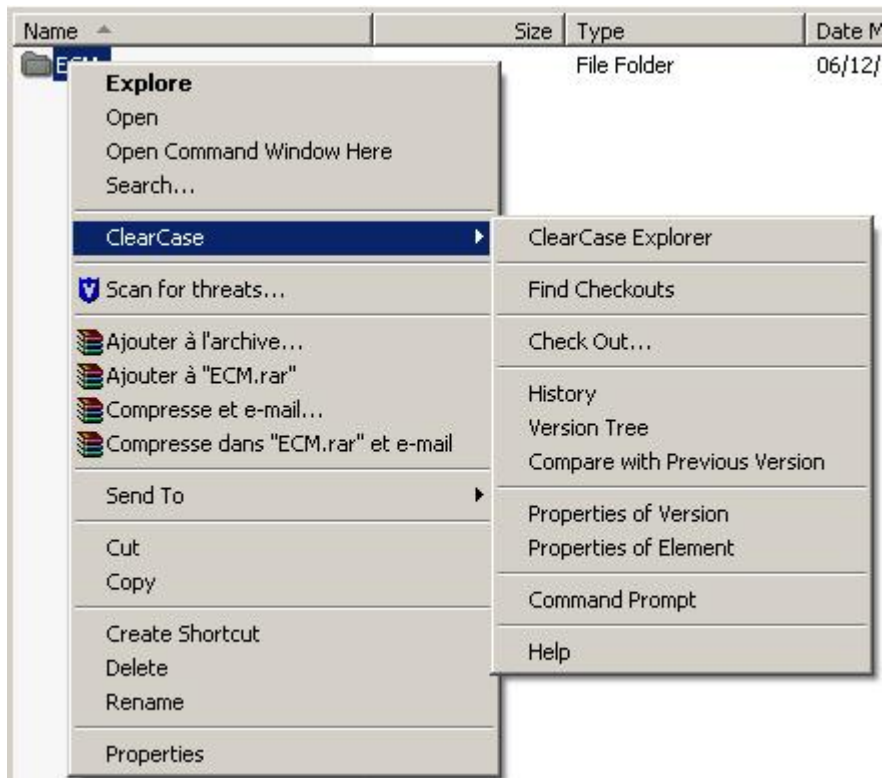 Name Size Type Date M
ECM File Folder 06/12/
Explore
Open
Open Command Window Here
Search...
ClearCase
Scan for threats...
Ajouter à l'archive...
Ajouter à "ECM.rar"
Compresse et e-mail...
Compresse dans "ECM.rar" et e-mail
Send To
Cut
Copy
Create Shortcut
Delete
Rename
Properties
ClearCase Explorer
Find Checkouts
Check Out...
History
Version Tree
Compare with Previous Version
Properties of Version
Properties of Element
Command Prompt
Help